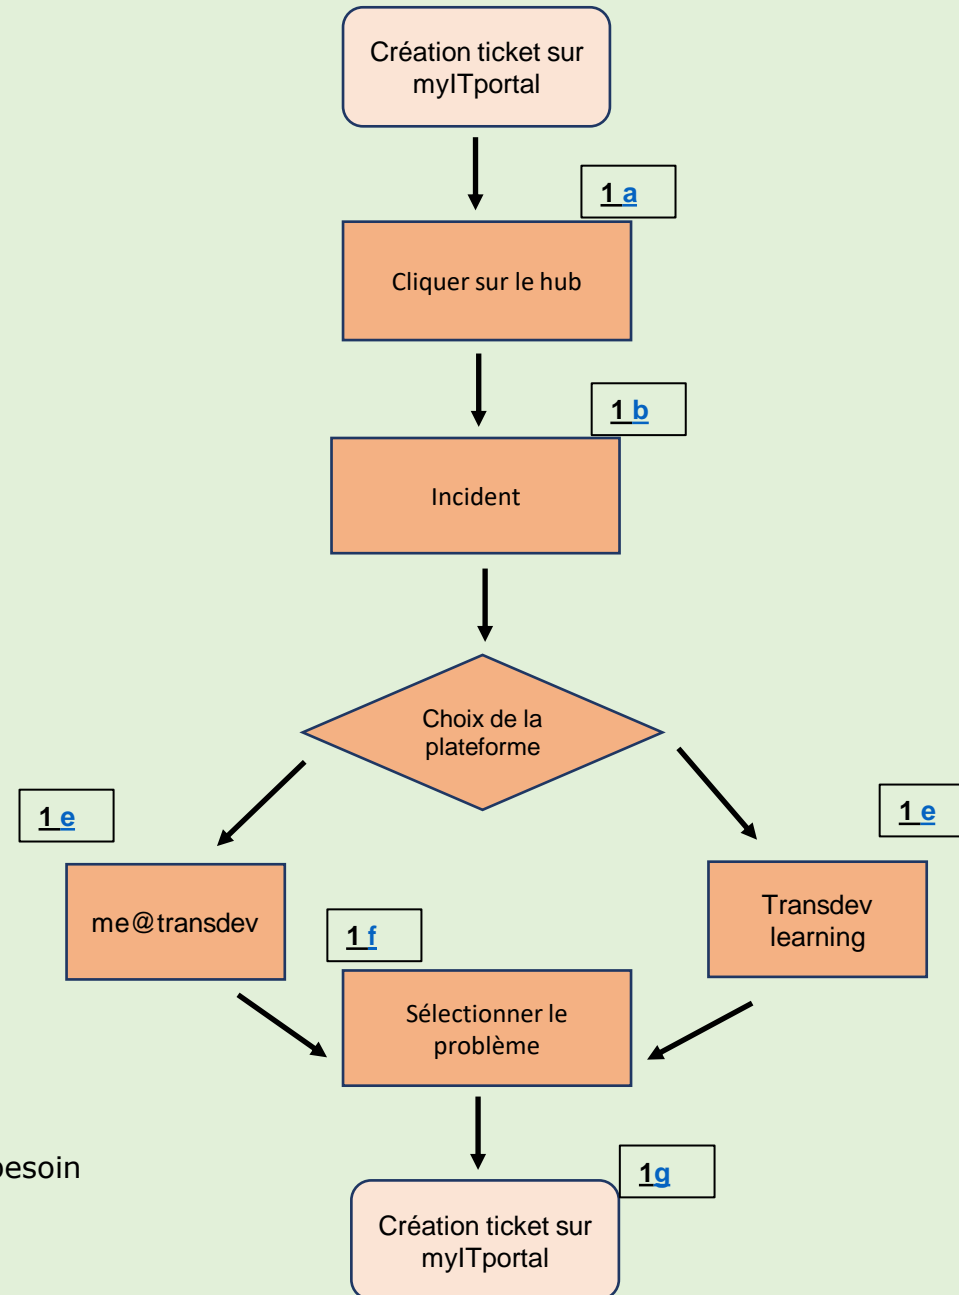 Création ticket sur
myITportal
1 a
Cliquer sur le hub
1 b
Incident
Choix de la
plateforme
1 e
1 e
me@transdev
Transdev
learning
1 f
Sélectionner le
problème
besoin
1g
Création ticket sur
myITportal